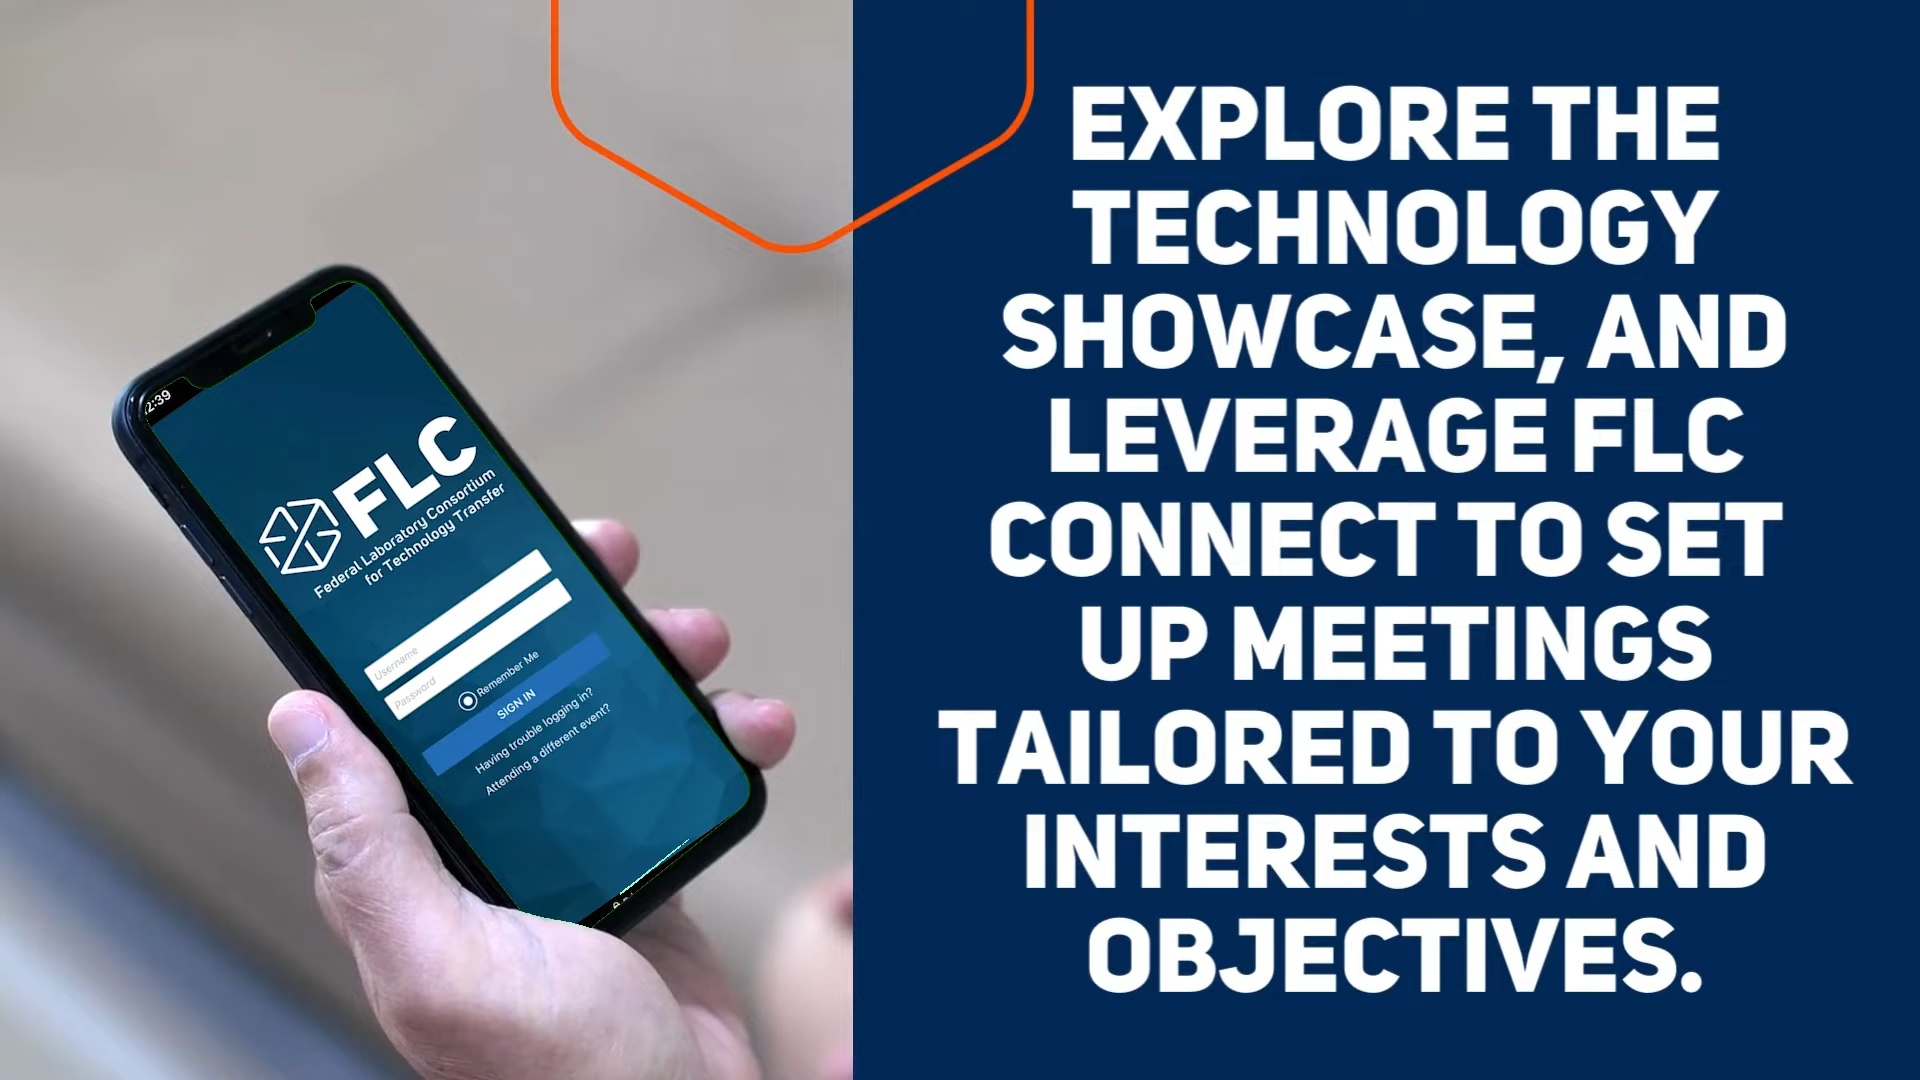 EXPLORE THE
TECHNOLOGY
SHOWCASE, AND
LEVERAGE FLC
CONNECT TO SET
UP MEETINGS
TAILORED TO YOUR
INTERESTS AND
OBJECTIVES.
2:39
FLC
Federal Laboratory Consortium
for Technology Transfer
Username
Password
Remember Me
SIGN IN
Having trouble logging in?
Attending a different event?